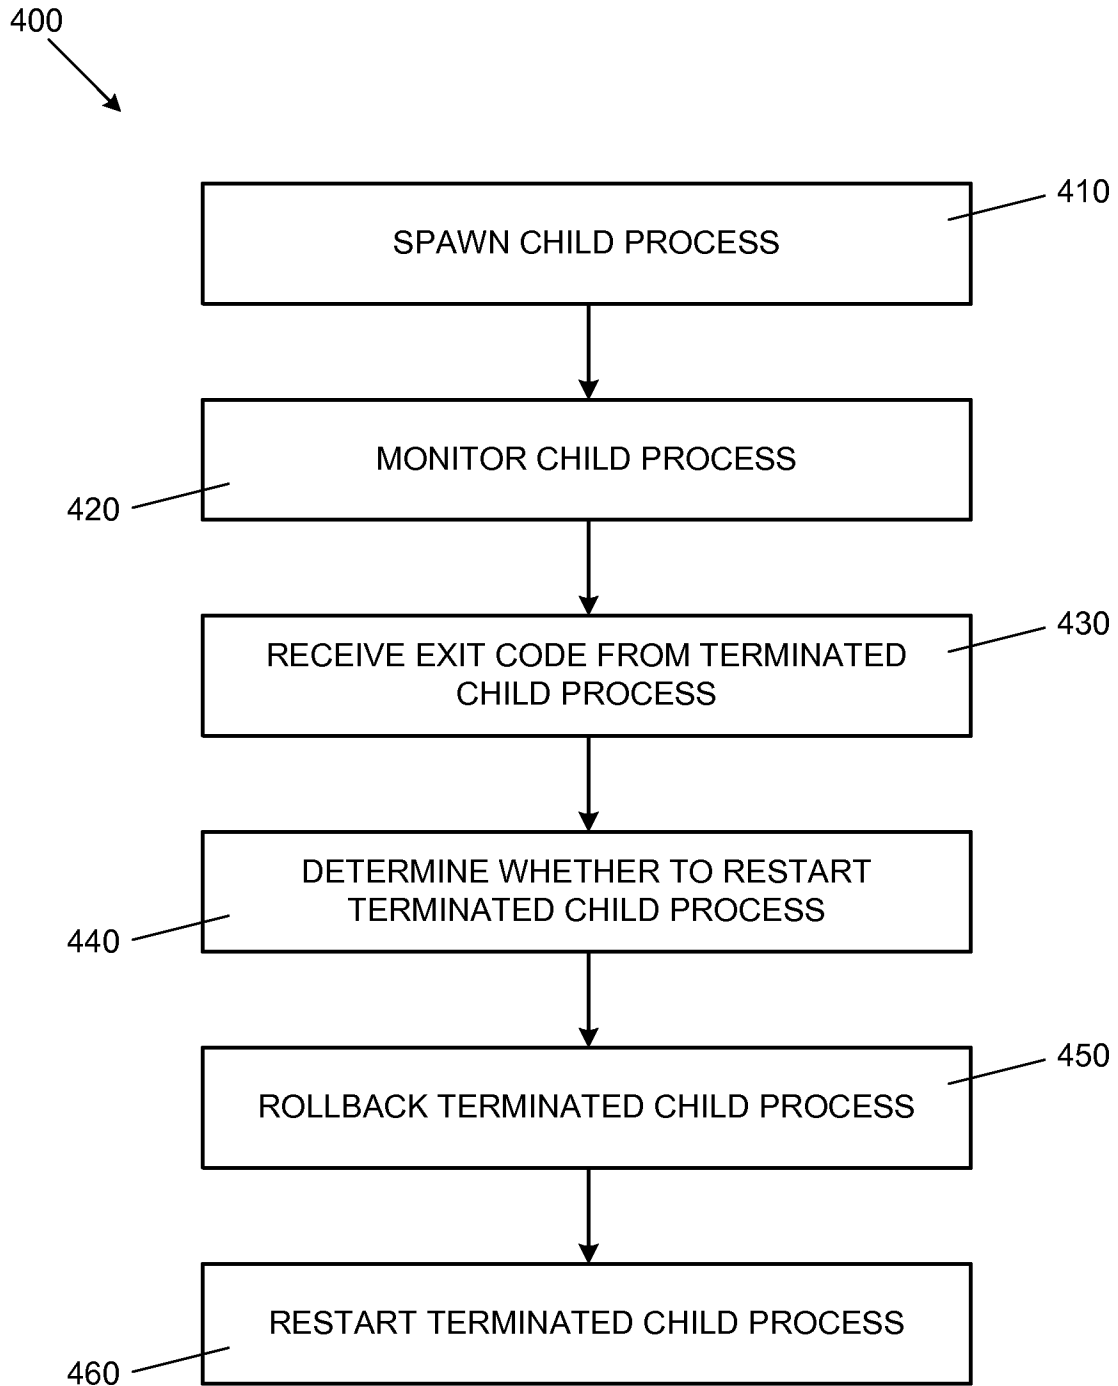 400
410
SPAWN CHILD PROCESS
MONITOR CHILD PROCESS
420
430
RECEIVE EXIT CODE FROM TERMINATED
CHILD PROCESS
DETERMINE WHETHER TO RESTART
TERMINATED CHILD PROCESS
440
450
ROLLBACK TERMINATED CHILD PROCESS
RESTART TERMINATED CHILD PROCESS
460